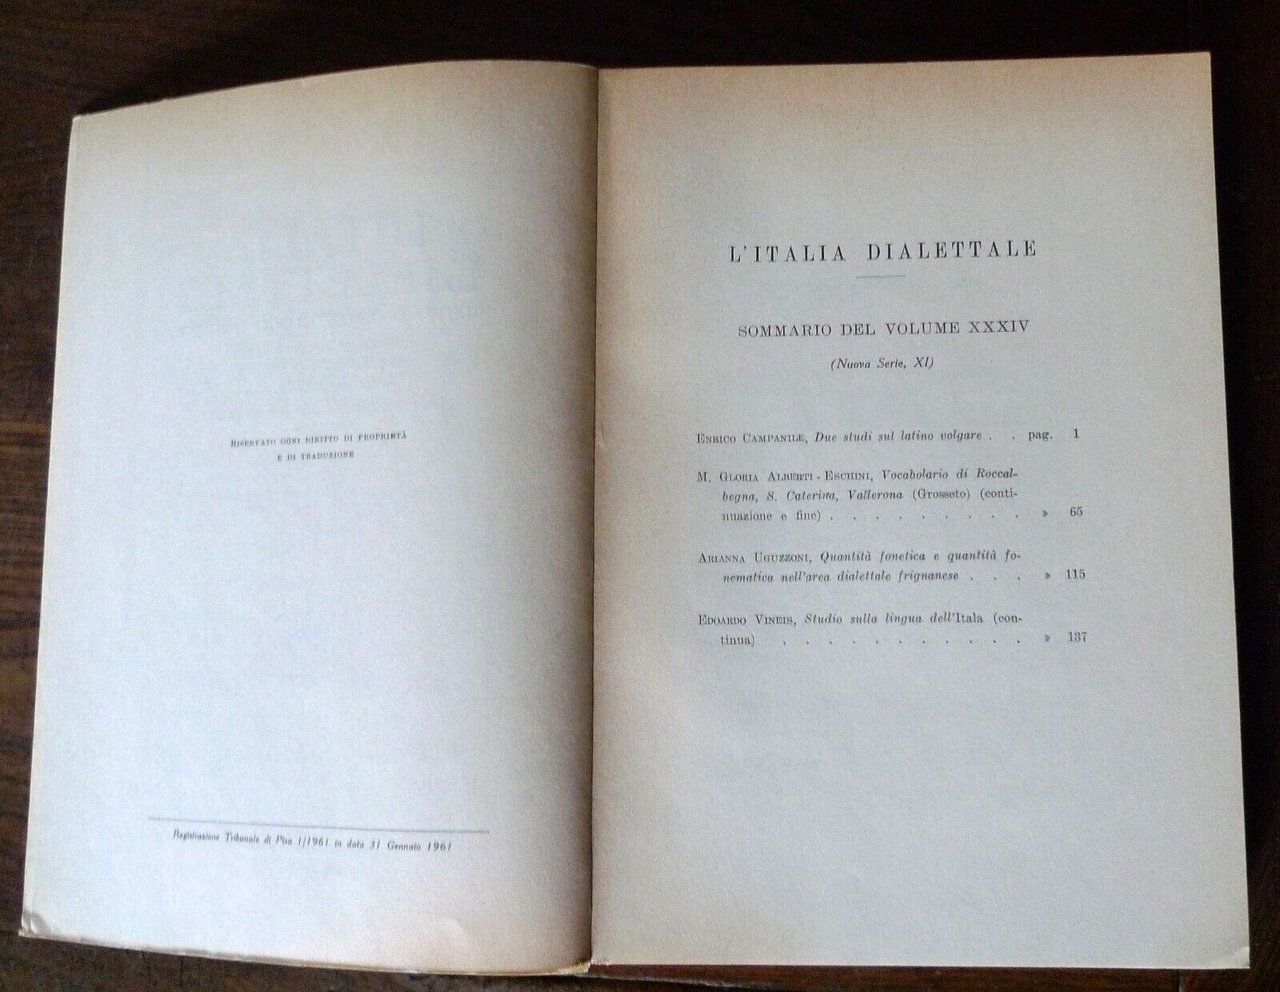 RISERVATO OGNI DIRITTO DI PROPRIETÀ
E DI TRADUZIONE
Registrazione Tribunale di Pisa 1/1961 in data 31 Gennaio 1961
L'ITALIA DIALETTALE
SOMMARIO DEL VOLUME XXXIV
(Nuova Serie, XI)
ENRICO CAMPANILE, Due studi sul latino volgare . . pag. 1
M. GLORIA ALBERTI-ESCHINI, Vocabolario di Roccal-
begna, S. Caterina, Vallerona (Grosseto) (conti-
nuazione e fine) . . . . . . . . . » 65
ARIANNA UGUZZONI, Quantità fonetica e quantità fo-
nematica nell'area dialettale frignanese . . . » 115
EDOARDO VINEIS, Studio sulla lingua dell'Itala (con-
tinua) . . . . . . . . . . . » 137